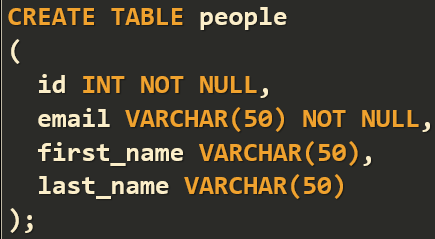 CREATE TABLE people
(
  id INT NOT NULL,
  email VARCHAR(50) NOT NULL,
  first_name VARCHAR(50),
  last_name VARCHAR(50)
);